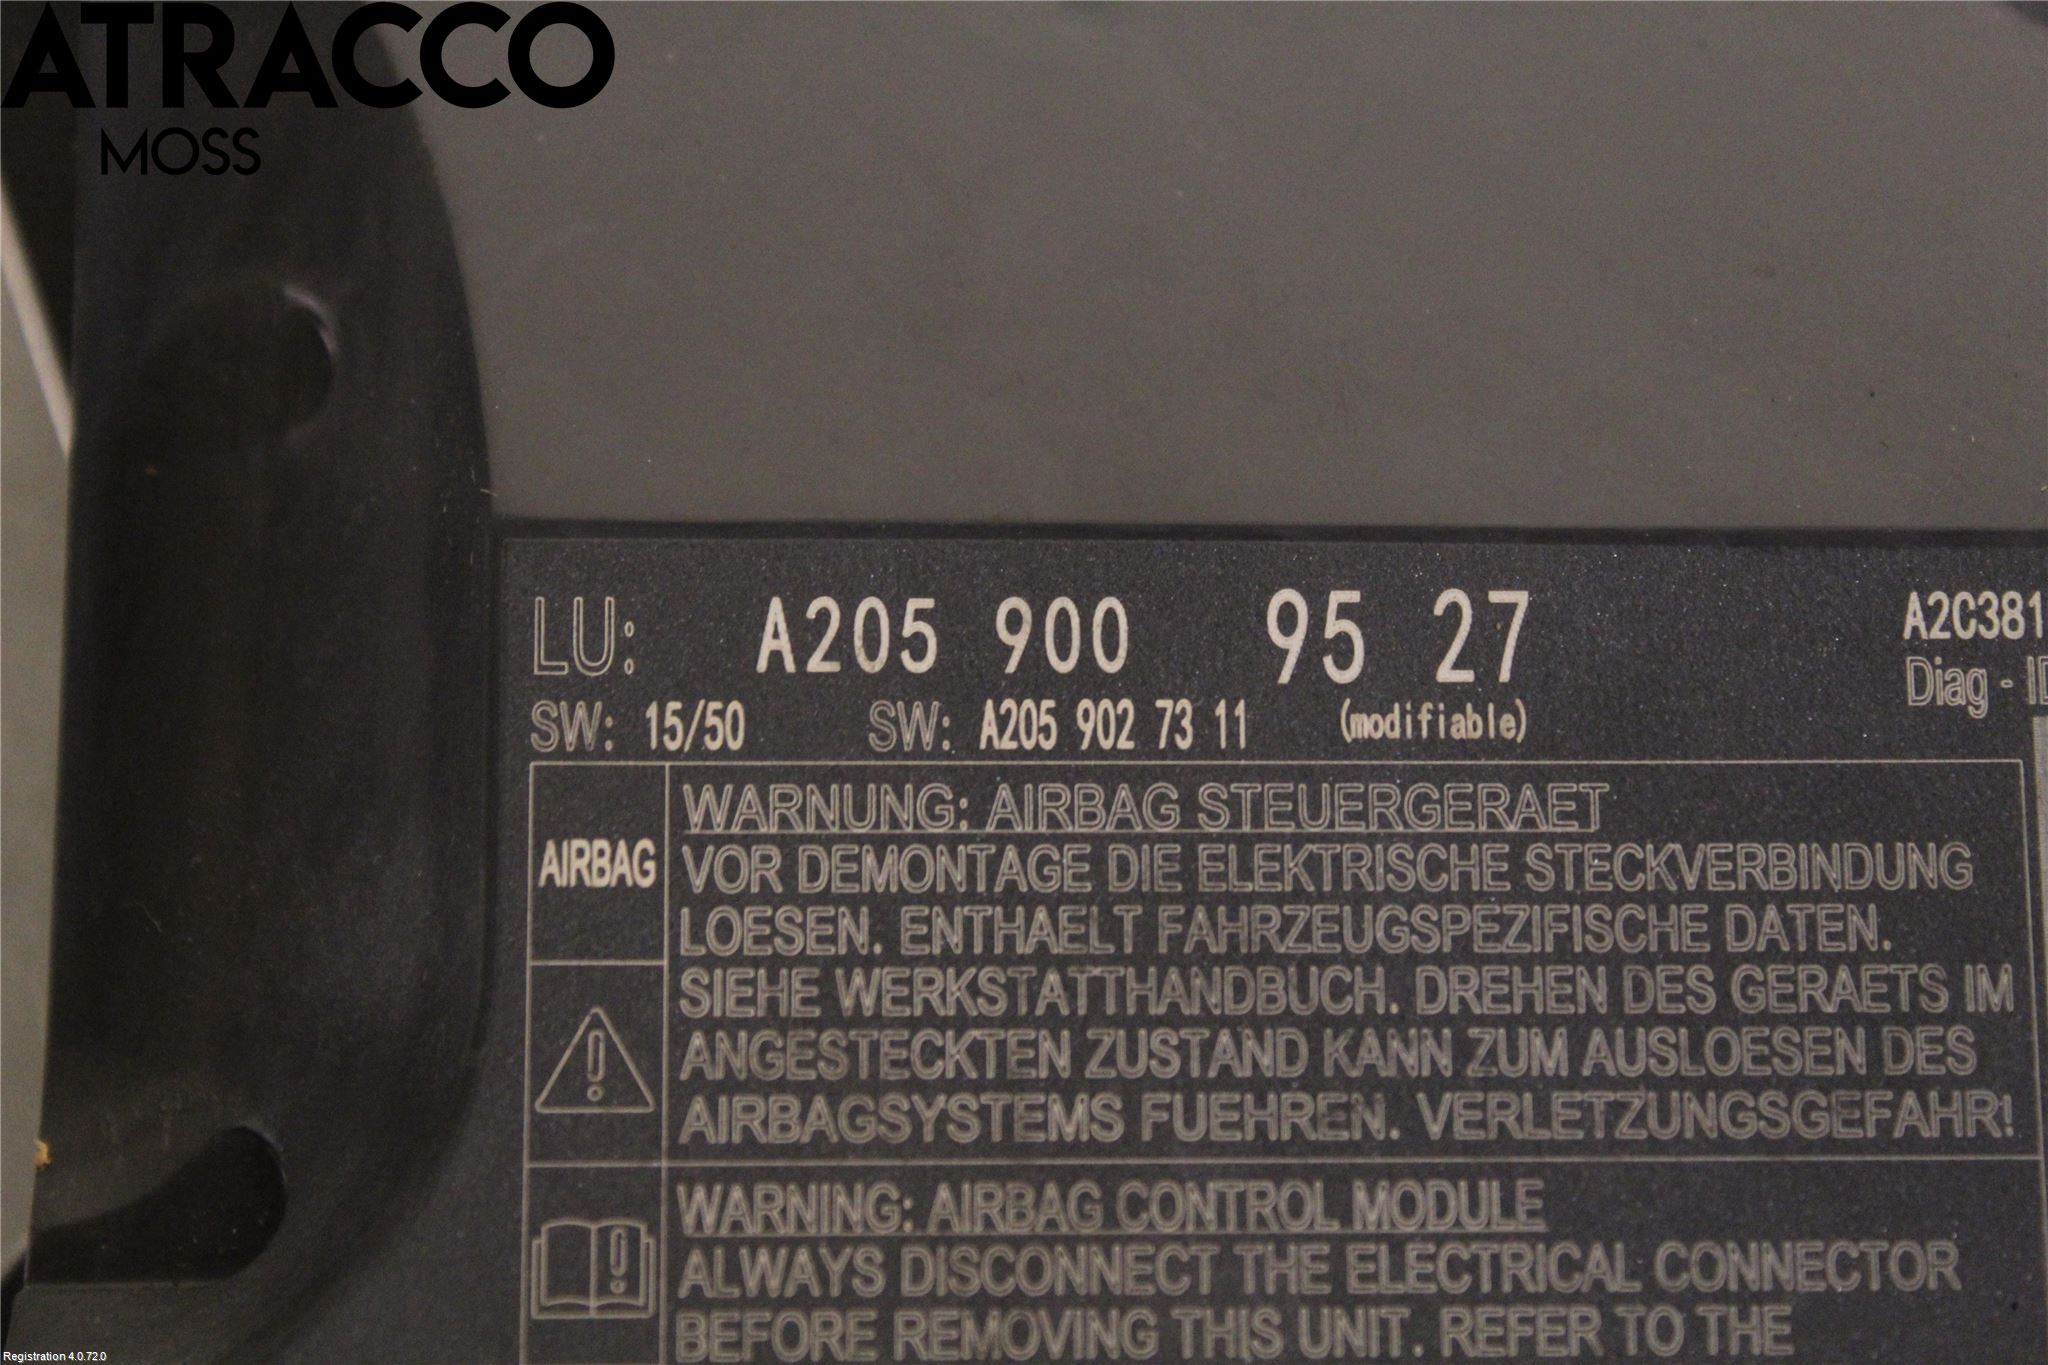 ATRACCO
MOSS
LU: A205 900 95 27
A2C381
SW: 15/50 SW: A205 902 73 11 (modifiable)
Diag - ID
WARNUNG: AIRBAG STEUERGERAET
AIRBAG
VOR DEMONTAGE DIE ELEKTRISCHE STECKVERBINDUNG
LOESEN. ENTHAELT FAHRZEUGSPEZIFISCHE DATEN.
SIEHE WERKSTATTHANDBUCH. DREHEN DES GERAETS IM
ANGESTECKTEN ZUSTAND KANN ZUM AUSLOESEN DES
AIRBAGSYSTEMS FUEHREN. VERLETZUNGSGEFAHR!
WARNING: AIRBAG CONTROL MODULE
ALWAYS DISCONNECT THE ELECTRICAL CONNECTOR
BEFORE REMOVING THIS UNIT. REFER TO THE
Registration 4.0.72.0